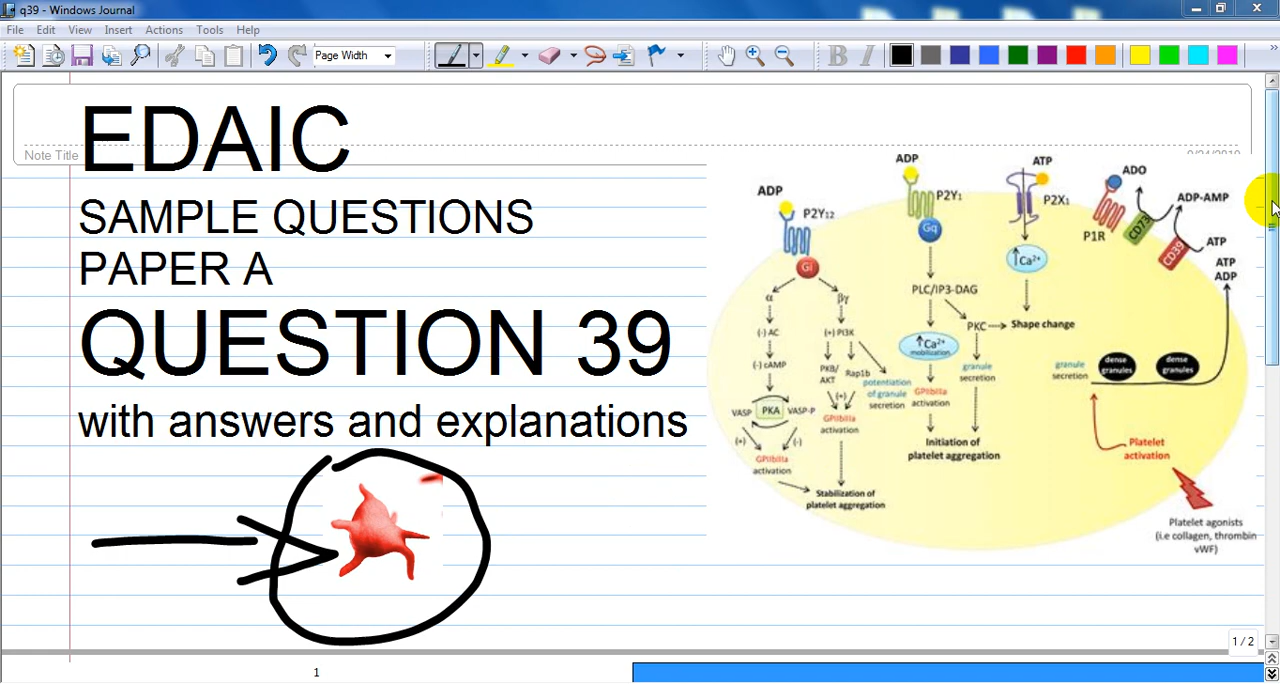 q39 - Windows Journal
File Edit View Insert Actions Tools Help
Page Width
EDAIC
Note Title
SAMPLE QUESTIONS
PAPER A
QUESTION 39
with answers and explanations
ADP
P2Y12
Gi
α
βγ
(-) AC
(+) PI3K
(-) cAMP
PKB/
AKT
Rap1b
potentiation
of granule
secretion
VASP
PKA
VASP-P
(+)
(-)
(+)
GPIIbIIIa
activation
GPIIbIIIa
activation
Stabilization of
platelet aggregation
ADP
P2Y1
Gq
PLC/IP3-DAG
PKC
Shape change
Ca2+
mobilization
granule
secretion
GPIIbIIIa
activation
Initiation of
platelet aggregation
ATP
P2X1
Ca2+
ADO
P1R
CD73
ADP-AMP
CD39
ATP
ATP
ADP
granule
secretion
dense
granules
dense
granules
Platelet
activation
Platelet agonists
(i.e collagen, thrombin
vWF)
1 / 2
1